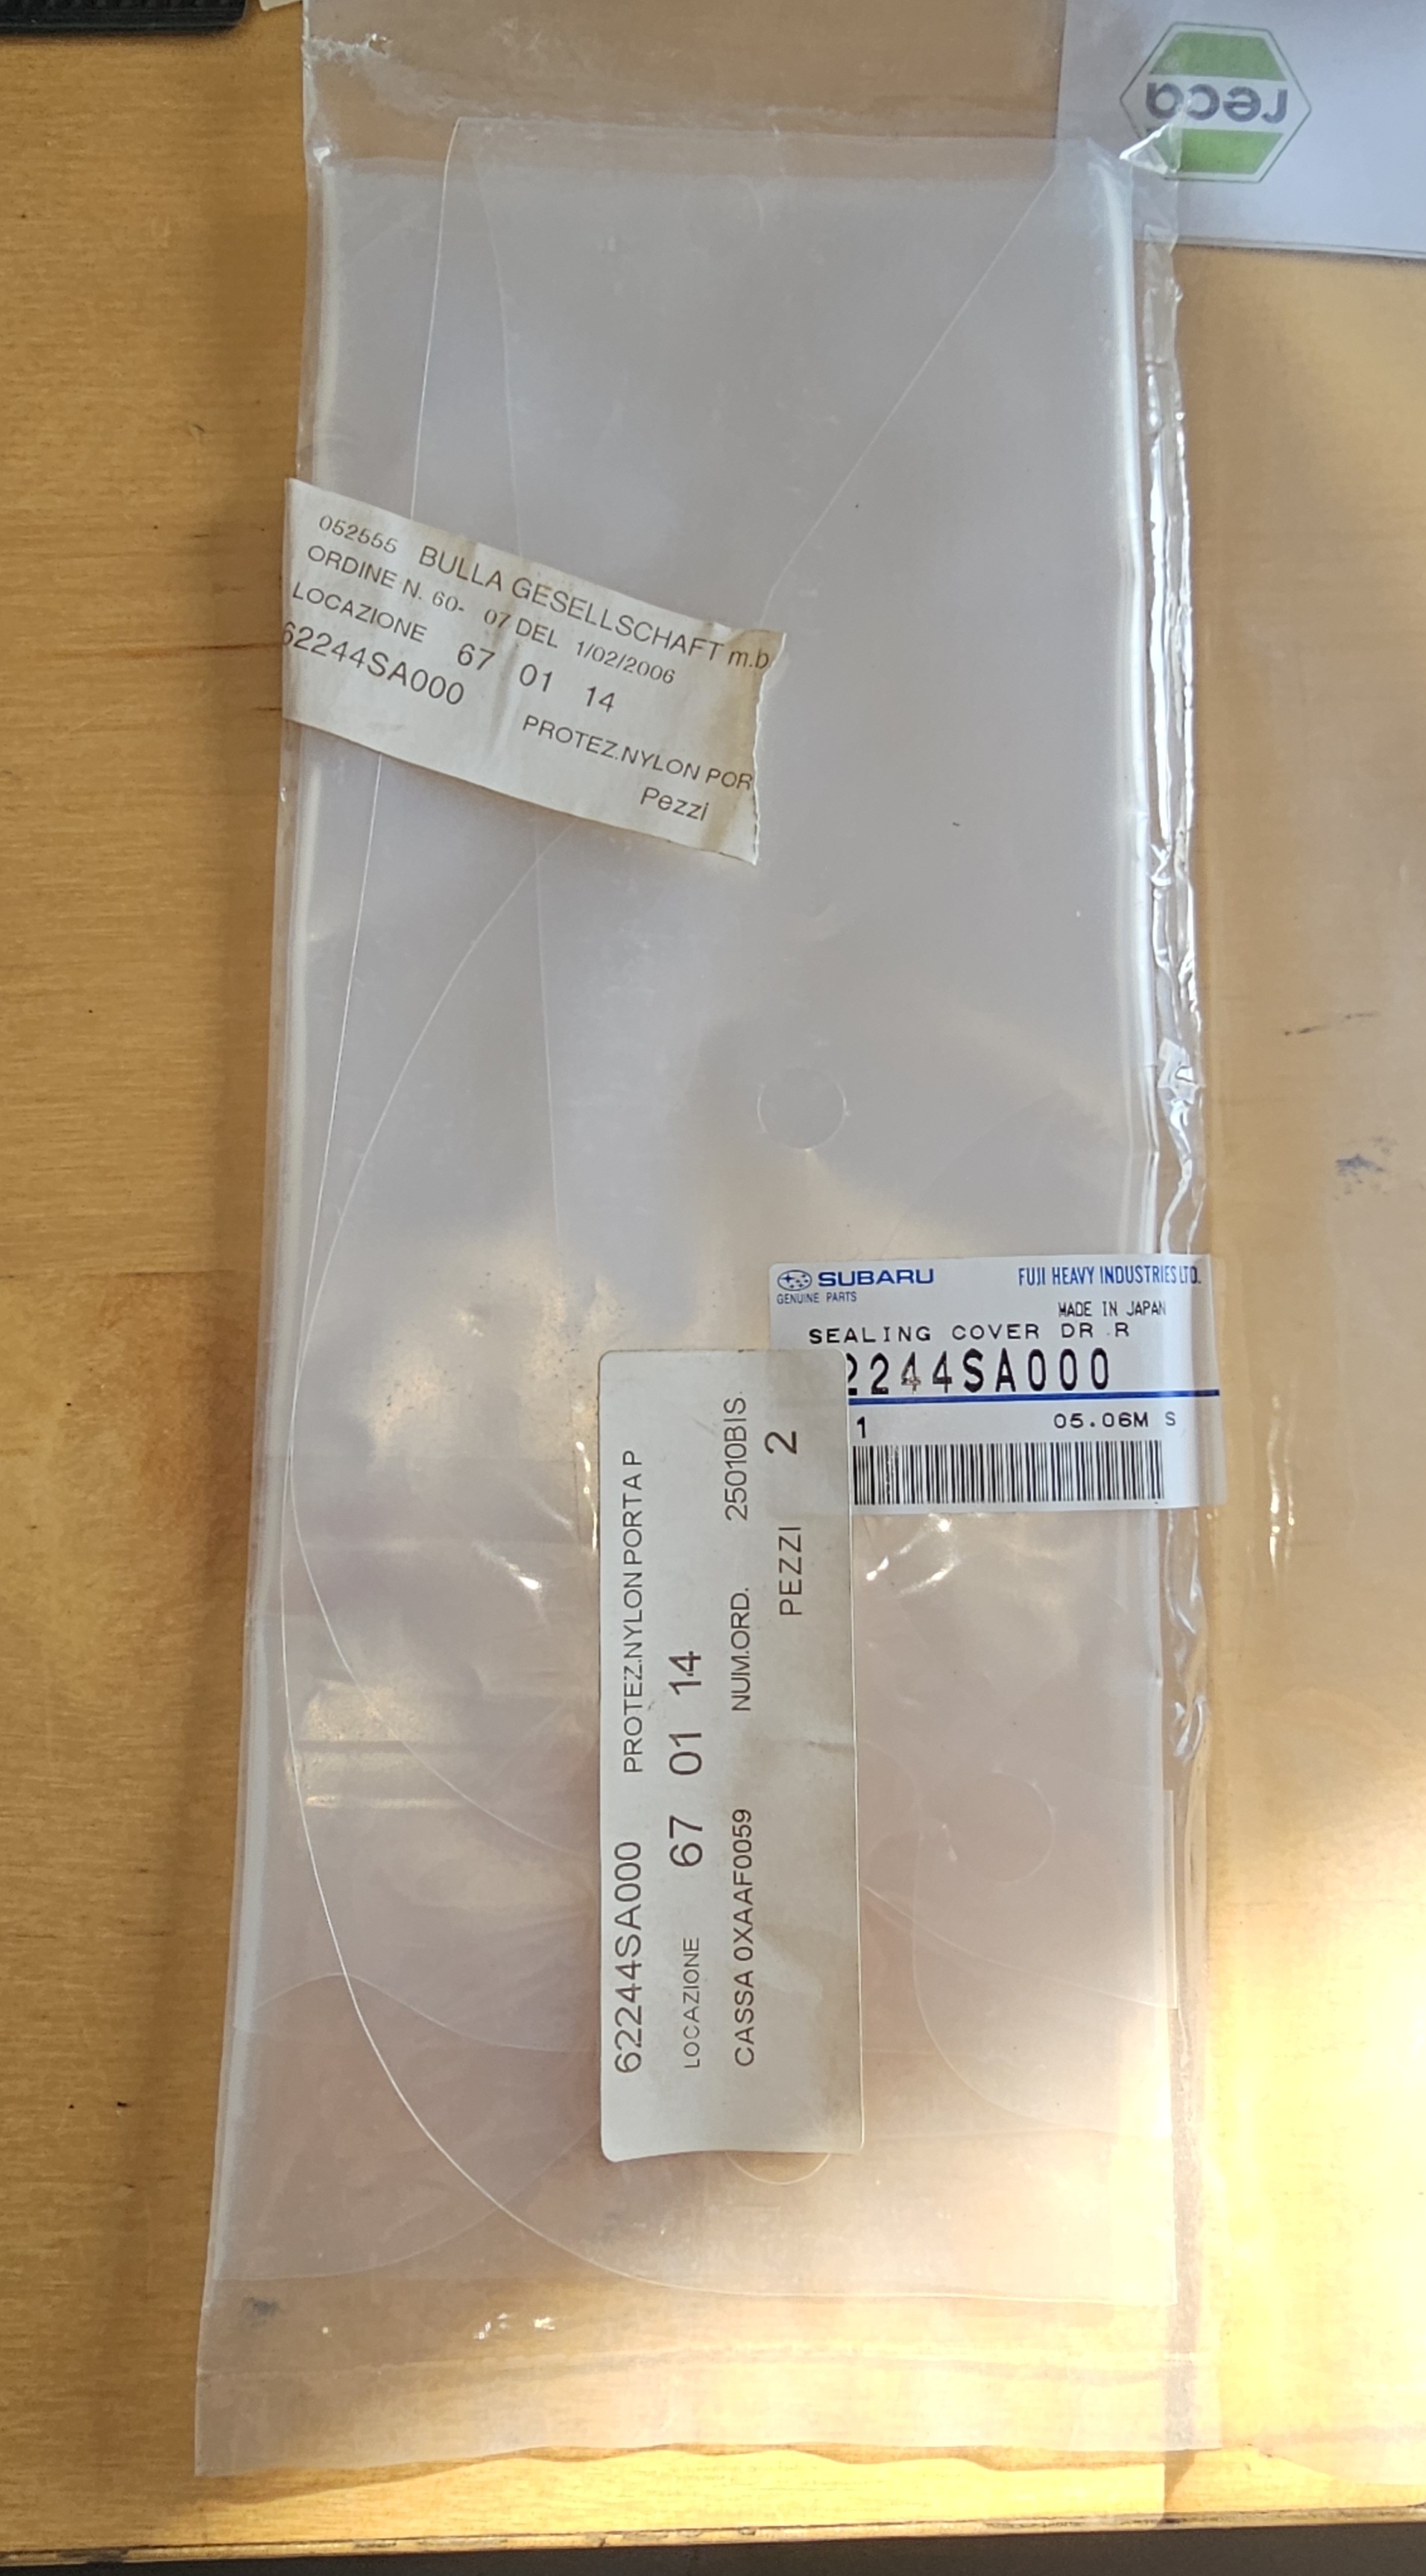 reca
052555 BULLA GESELLSCHAFT m.b
ORDINE N. 60- 07 DEL 1/02/2006
LOCAZIONE 67 01 14
62244SA000 PROTEZ.NYLON POR
Pezzi
SUBARU FUJI HEAVY INDUSTRIES LTD.
GENUINE PARTS
MADE IN JAPAN
SEALING COVER DR R
2244SA000
1 05.06M S
62244SA000 PROTEZ.NYLON PORTA P
LOCAZIONE 67 01 14
CASSA 0XAAF0059 NUM.ORD. 25010BIS
PEZZI 2